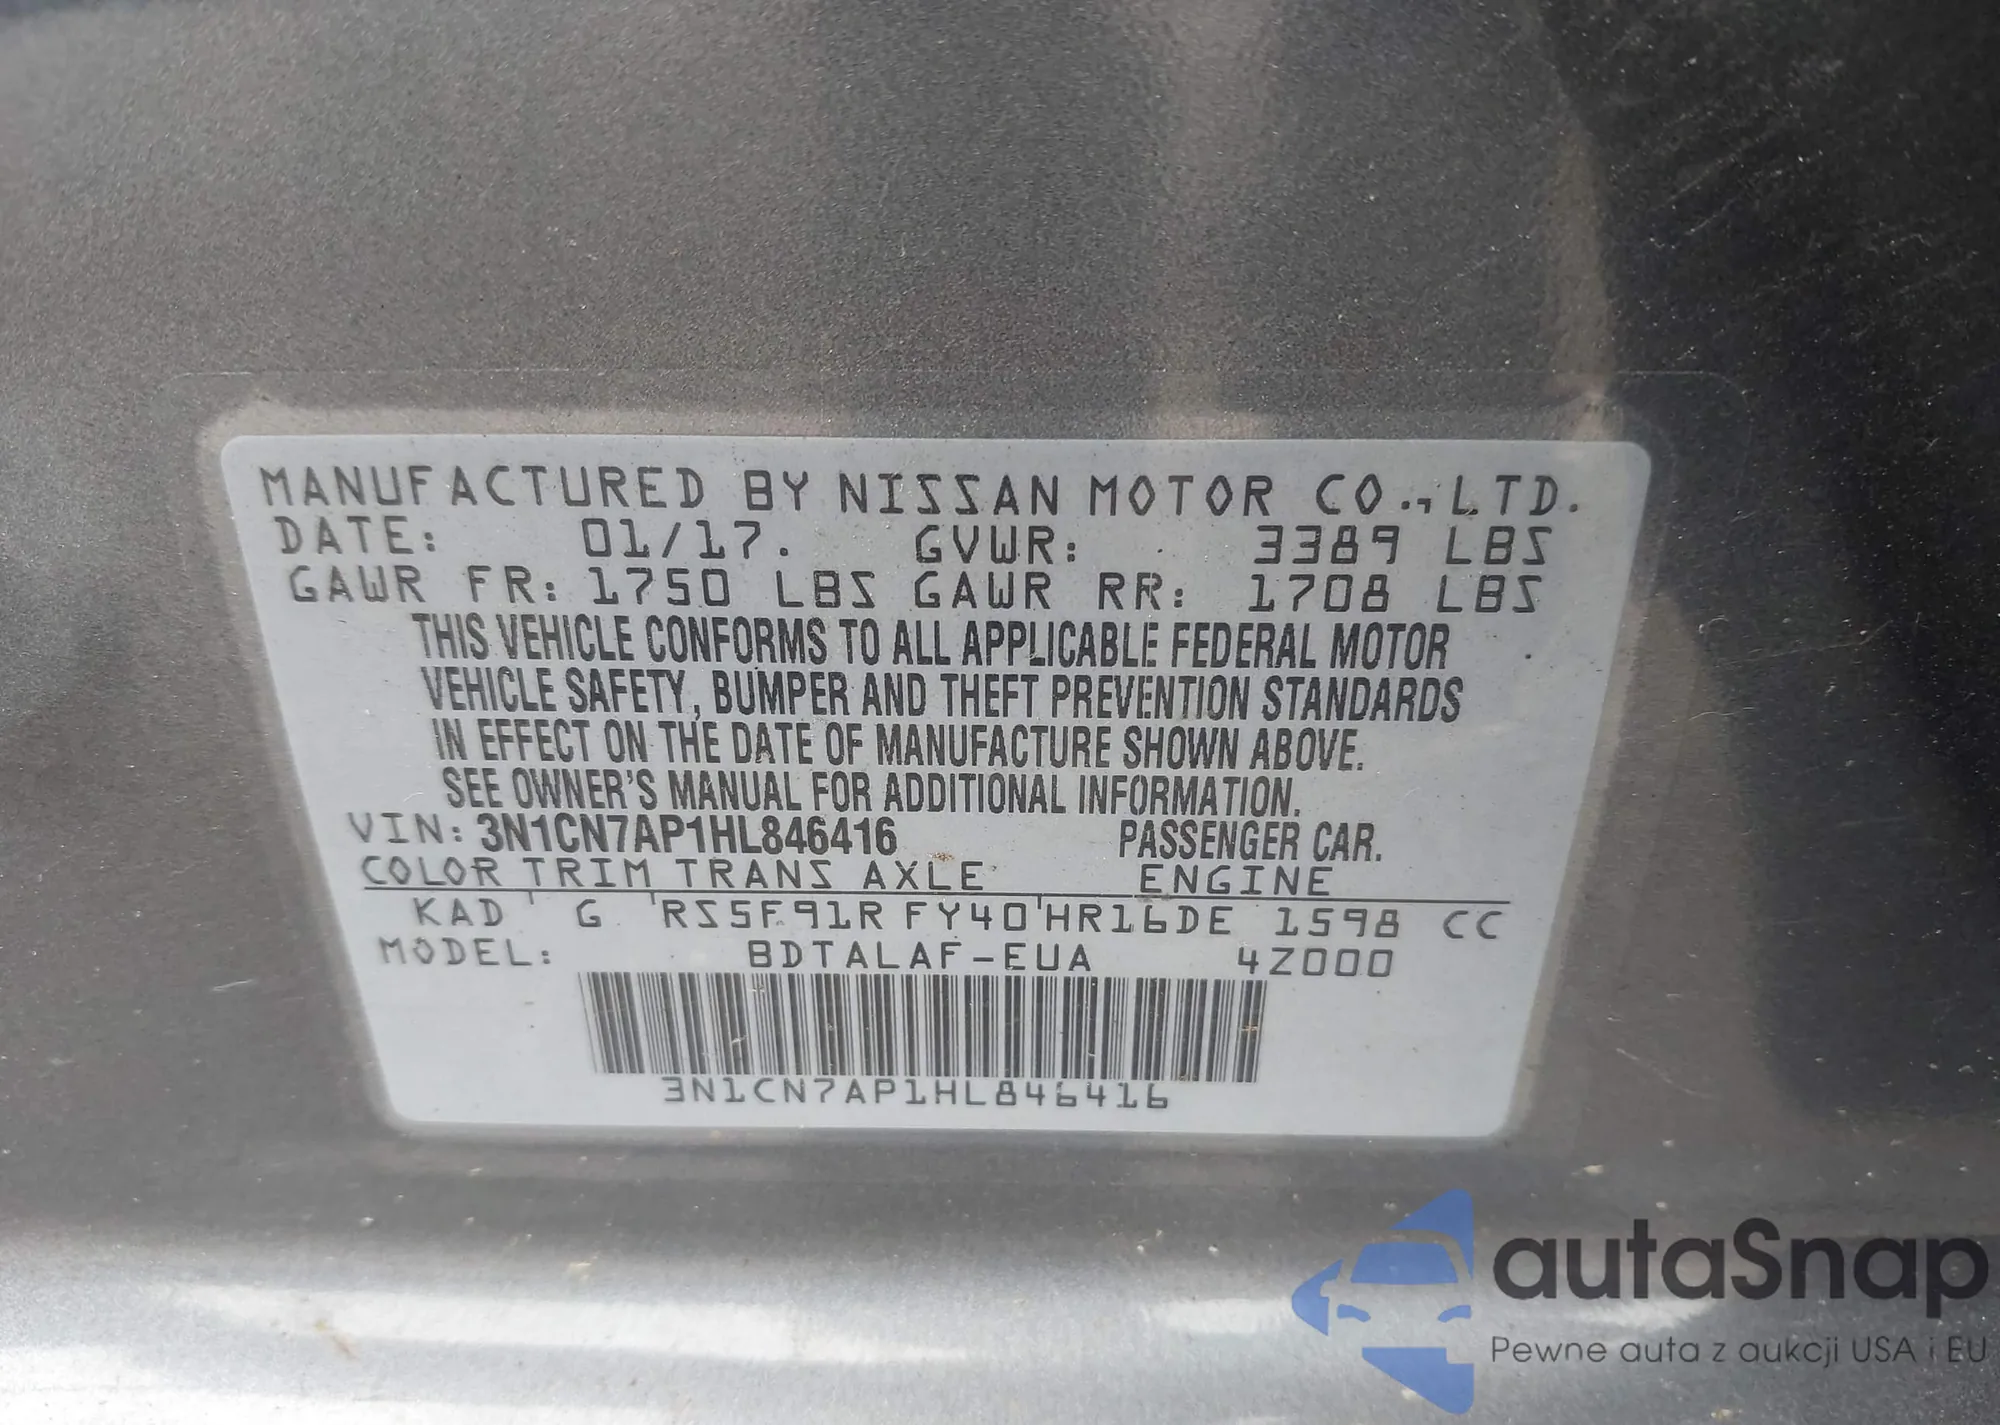 MANUFACTURED BY NISSAN MOTOR CO., LTD.
DATE: 01/17. GVWR: 3389 LBS
GAWR FR: 1750 LBS GAWR RR: 1708 LBS
THIS VEHICLE CONFORMS TO ALL APPLICABLE FEDERAL MOTOR
VEHICLE SAFETY, BUMPER AND THEFT PREVENTION STANDARDS
IN EFFECT ON THE DATE OF MANUFACTURE SHOWN ABOVE.
SEE OWNER'S MANUAL FOR ADDITIONAL INFORMATION.
VIN: 3N1CN7AP1HL846416 PASSENGER CAR.
COLOR TRIM TRANS AXLE ENGINE
KAD G RS5F91R FY40 HR16DE 1598 CC
MODEL: BDTALAF-EUA 4Z000
3N1CN7AP1HL846416
autaSnap
Pewne auta z aukcji USA i EU